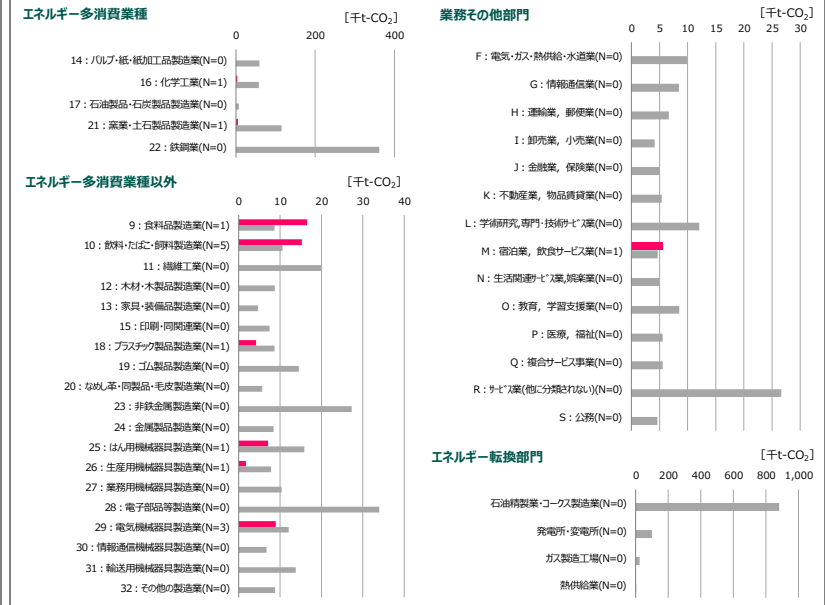 エネルギー多消費業種
[千t-CO₂]
0 200 400
14：パルプ・紙・紙加工品製造業(N=0)
16：化学工業(N=1)
17：石油製品・石炭製品製造業(N=0)
21：窯業・土石製品製造業(N=1)
22：鉄鋼業(N=0)
エネルギー多消費業種以外
[千t-CO₂]
0 10 20 30 40
9：食料品製造業(N=1)
10：飲料・たばこ・飼料製造業(N=5)
11：繊維工業(N=0)
12：木材・木製品製造業(N=0)
13：家具・装備品製造業(N=0)
15：印刷・同関連業(N=0)
18：プラスチック製品製造業(N=1)
19：ゴム製品製造業(N=0)
20：なめし革・同製品・毛皮製造業(N=0)
23：非鉄金属製造業(N=0)
24：金属製品製造業(N=0)
25：はん用機械器具製造業(N=1)
26：生産用機械器具製造業(N=1)
27：業務用機械器具製造業(N=0)
28：電子部品等製造業(N=0)
29：電気機械器具製造業(N=3)
30：情報通信機械器具製造業(N=0)
31：輸送用機械器具製造業(N=0)
32：その他の製造業(N=0)
業務その他部門
[千t-CO₂]
0 5 10 15 20 25 30
F：電気・ガス・熱供給・水道業(N=0)
G：情報通信業(N=0)
H：運輸業，郵便業(N=0)
I：卸売業，小売業(N=0)
J：金融業，保険業(N=0)
K：不動産業，物品賃貸業(N=0)
L：学術研究,専門・技術ｻｰﾋﾞｽ業(N=0)
M：宿泊業，飲食サービス業(N=1)
N：生活関連ｻｰﾋﾞｽ業,娯楽業(N=0)
O：教育，学習支援業(N=0)
P：医療，福祉(N=0)
Q：複合サービス事業(N=0)
R：ｻｰﾋﾞｽ業(他に分類されない)(N=0)
S：公務(N=0)
エネルギー転換部門
[千t-CO₂]
0 200 400 600 800 1,000
石油精製業・コークス製造業(N=0)
発電所・変電所(N=0)
ガス製造工場(N=0)
熱供給業(N=0)